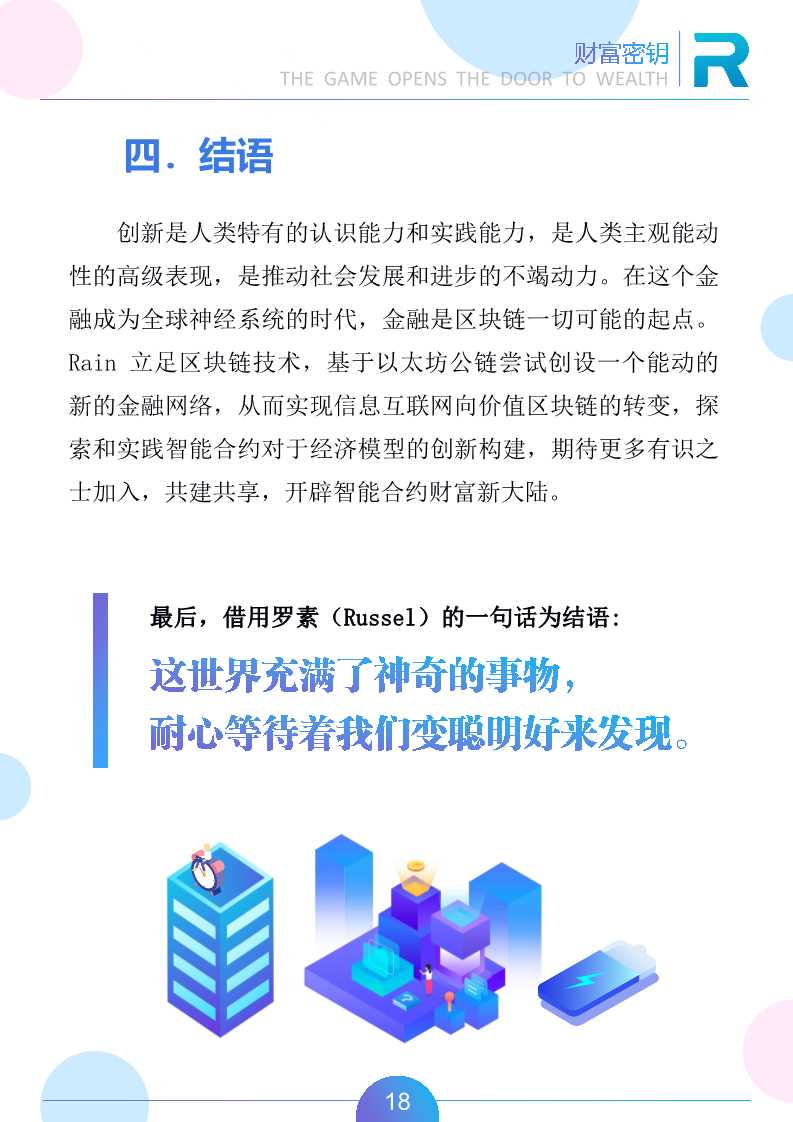 财富密钥
THE GAME OPENS THE DOOR TO WEALTH
四．结语
创新是人类特有的认识能力和实践能力，是人类主观能动
性的高级表现，是推动社会发展和进步的不竭动力。在这个金
融成为全球神经系统的时代，金融是区块链一切可能的起点。
Rain 立足区块链技术，基于以太坊公链尝试创设一个能动的
新的金融网络，从而实现信息互联网向价值区块链的转变，探
索和实践智能合约对于经济模型的创新构建，期待更多有识之
士加入，共建共享，开辟智能合约财富新大陆。
最后，借用罗素（Russel）的一句话为结语:
这世界充满了神奇的事物，
耐心等待着我们变聪明好来发现。
18